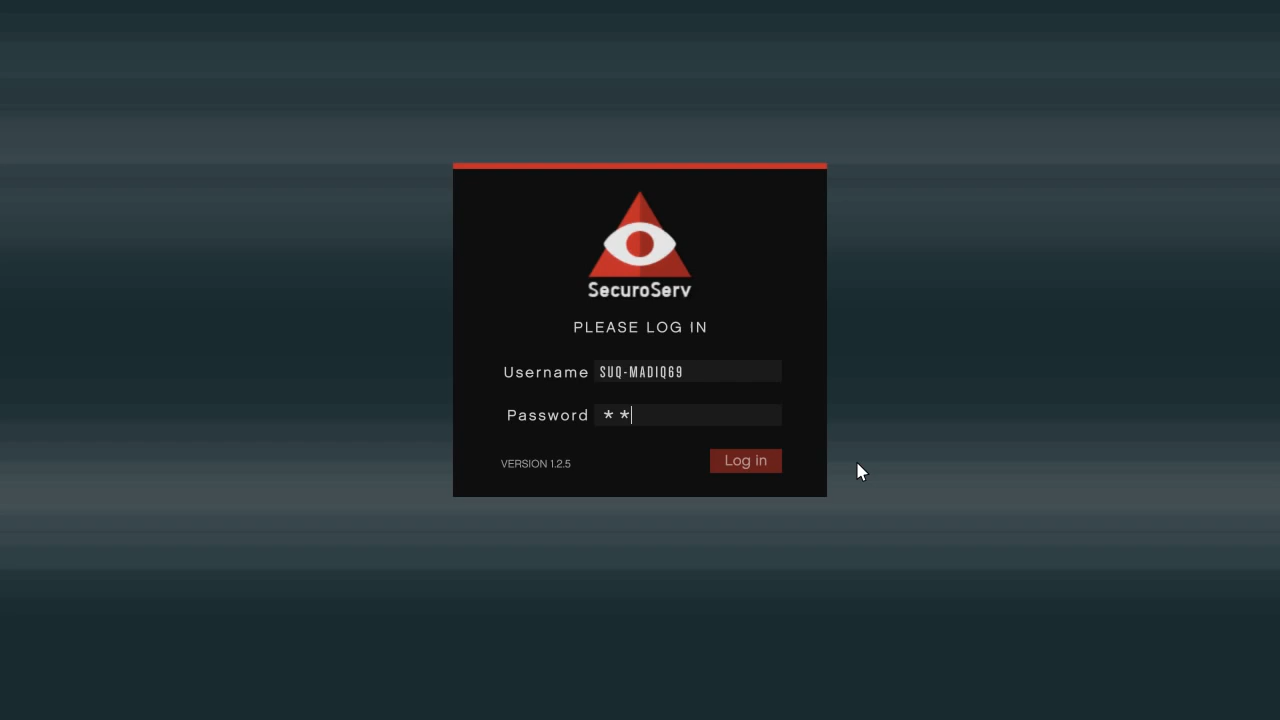 SecuroServ
PLEASE LOG IN
Username SUQ-MADIQ69
Password **
VERSION 1.2.5 Log in